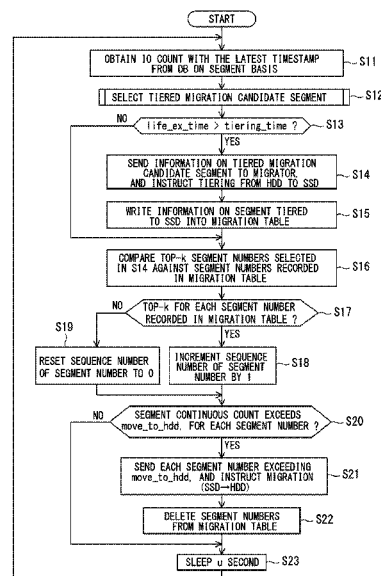 START
OBTAIN IO COUNT WITH THE LATEST TIMESTAMP
FROM DB ON SEGMENT BASIS
S11
SELECT TIERED MIGRATION CANDIDATE SEGMENT
S12
NO
life_ex_time > tiering_time ?
S13
YES
SEND INFORMATION ON TIERED MIGRATION
CANDIDATE SEGMENT TO MIGRATOR,
AND INSTRUCT TIERING FROM HDD TO SSD
S14
WRITE INFORMATION ON SEGMENT TIERED
TO SSD INTO MIGRATION TABLE
S15
COMPARE TOP-k SEGMENT NUMBERS SELECTED
IN S14 AGAINST SEGMENT NUMBERS RECORDED
IN MIGRATION TABLE
S16
NO
TOP-k FOR EACH SEGMENT NUMBER
RECORDED IN MIGRATION TABLE ?
S17
S19
YES
RESET SEQUENCE NUMBER
OF SEGMENT NUMBER TO 0
INCREMENT SEQUENCE
NUMBER OF SEGMENT
NUMBER BY 1
S18
NO
SEGMENT CONTINUOUS COUNT EXCEEDS
move_to_hdd, FOR EACH SEGMENT NUMBER ?
S20
YES
SEND EACH SEGMENT NUMBER EXCEEDING
move_to_hdd, AND INSTRUCT MIGRATION
(SSD→HDD)
S21
DELETE SEGMENT NUMBERS
FROM MIGRATION TABLE
S22
SLEEP u SECOND
S23